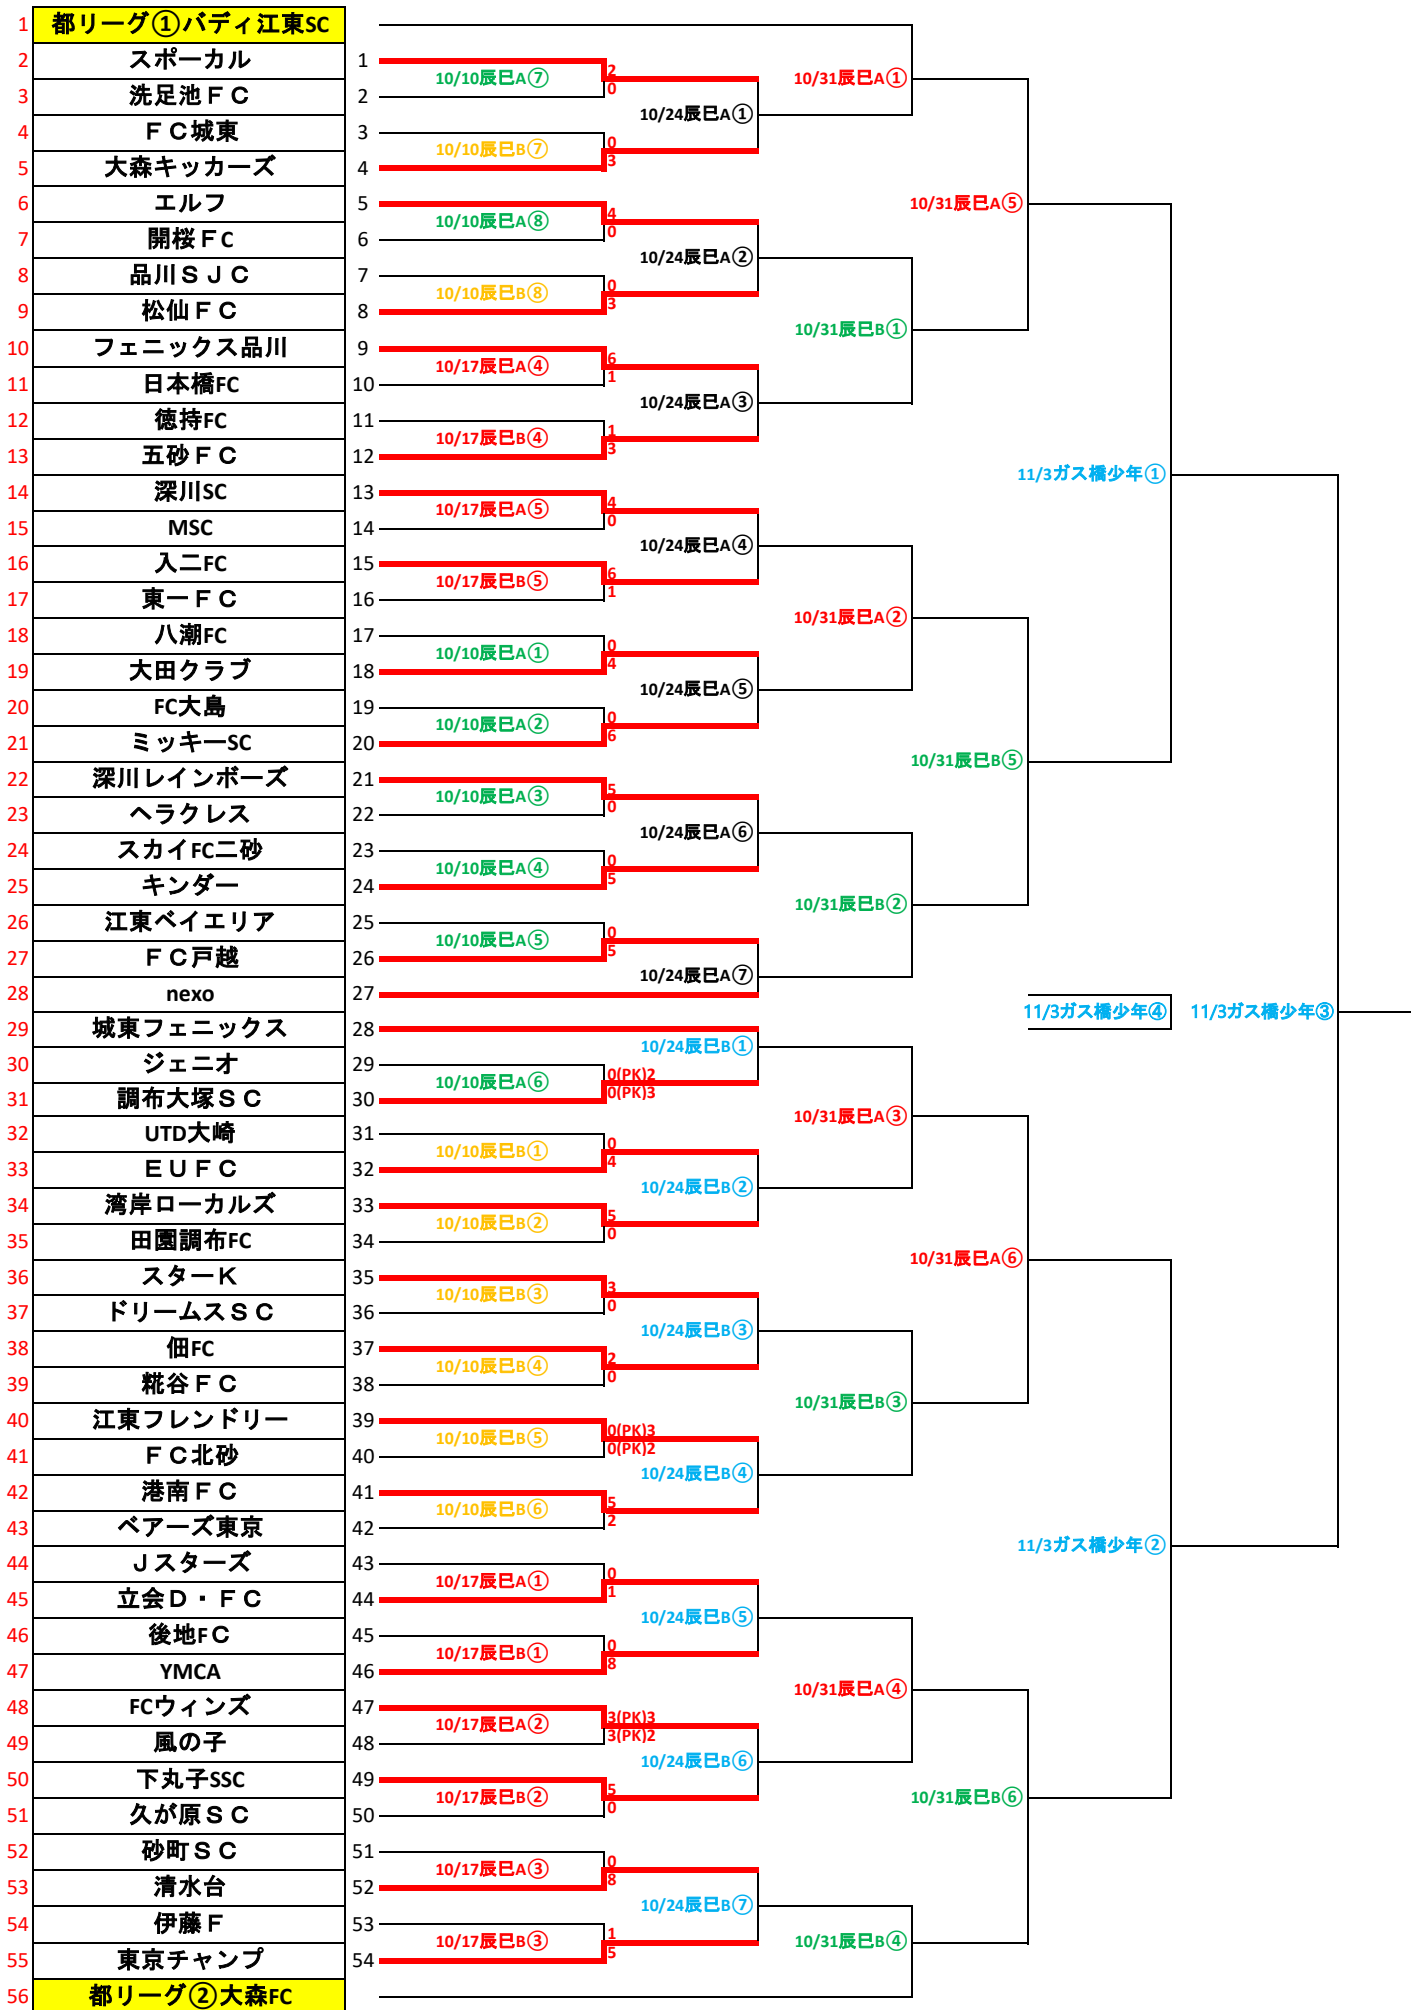 1 都リーグ①バディ江東SC
2 スポーカル 1
10/10辰巳A⑦ 2 0
3 洗足池ＦＣ 2
10/24辰巳A①
10/31辰巳A①
4 ＦＣ城東 3
10/10辰巳B⑦ 0 3
5 大森キッカーズ 4
6 エルフ 5
10/31辰巳A⑤
10/10辰巳A⑧ 4 0
7 開桜ＦC 6
10/24辰巳A②
8 品川ＳＪＣ 7
10/10辰巳B⑧ 0 3
9 松仙ＦＣ 8
10/31辰巳B①
10 フェニックス品川 9
10/17辰巳A④ 6 1
11 日本橋FC 10
10/24辰巳A③
12 徳持FC 11
10/17辰巳B④ 1 3
13 五砂ＦＣ 12
11/3ガス橋少年①
14 深川SC 13
10/17辰巳A⑤ 4 0
15 MSC 14
10/24辰巳A④
16 入二FC 15
10/17辰巳B⑤ 6 1
17 東一ＦＣ 16
10/31辰巳A②
18 八潮FC 17
10/10辰巳A① 0 4
19 大田クラブ 18
10/24辰巳A⑤
20 FC大島 19
10/10辰巳A② 0 6
21 ミッキーSC 20
10/31辰巳B⑤
22 深川レインボーズ 21
10/10辰巳A③ 5 0
23 ヘラクレス 22
10/24辰巳A⑥
24 スカイFC二砂 23
10/10辰巳A④ 0 5
25 キンダー 24
10/31辰巳B②
26 江東ベイエリア 25
10/10辰巳A⑤ 0 5
27 ＦＣ戸越 26
10/24辰巳A⑦
28 nexo 27
11/3ガス橋少年④ 11/3ガス橋少年③
29 城東フェニックス 28
10/24辰巳B①
30 ジェニオ 29
10/10辰巳A⑥ 0(PK)2 0(PK)3
31 調布大塚ＳＣ 30
10/31辰巳A③
32 UTD大崎 31
10/10辰巳B① 0 4
33 ＥＵＦＣ 32
10/24辰巳B②
34 湾岸ローカルズ 33
10/10辰巳B② 5 0
35 田園調布FC 34
10/31辰巳A⑥
36 スターＫ 35
10/10辰巳B③ 3 0
37 ドリームスＳＣ 36
10/24辰巳B③
38 佃FC 37
10/10辰巳B④ 2 0
39 糀谷ＦＣ 38
10/31辰巳B③
40 江東フレンドリー 39
10/10辰巳B⑤ 0(PK)3 0(PK)2
41 ＦＣ北砂 40
10/24辰巳B④
42 港南ＦＣ 41
10/10辰巳B⑥ 5 2
43 ベアーズ東京 42
11/3ガス橋少年②
44 Ｊスターズ 43
10/17辰巳A① 0 1
45 立会Ｄ・ＦＣ 44
10/24辰巳B⑤
46 後地FＣ 45
10/17辰巳B① 0 8
47 YMCA 46
10/31辰巳A④
48 FCウィンズ 47
10/17辰巳A② 3(PK)3 3(PK)2
49 風の子 48
10/24辰巳B⑥
50 下丸子SSC 49
10/17辰巳B② 5 0
10/31辰巳B⑥
51 久が原ＳＣ 50
52 砂町ＳＣ 51
10/17辰巳A③ 0 8
53 清水台 52
10/24辰巳B⑦
54 伊藤Ｆ 53
10/17辰巳B③ 1 5
10/31辰巳B④
55 東京チャンプ 54
56 都リーグ②大森FC